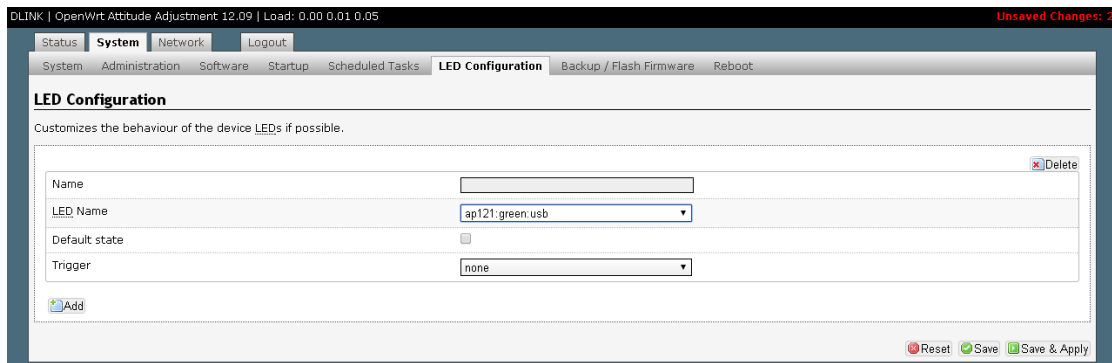 DLINK | OpenWrt Attitude Adjustment 12.09 | Load: 0.00 0.01 0.05 Unsaved Changes: 2
Status System Network Logout
System Administration Software Startup Scheduled Tasks LED Configuration Backup / Flash Firmware Reboot
LED Configuration
Customizes the behaviour of the device LEDs if possible.
Delete
Name
LED Name ap121:green:usb
Default state
Trigger none
Add
Reset Save Save & Apply